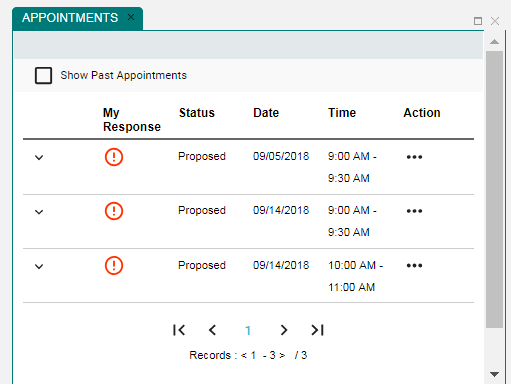 APPOINTMENTS ×
Show Past Appointments
My Response Status Date Time Action
Proposed 09/05/2018 9:00 AM - 9:30 AM •••
Proposed 09/14/2018 9:00 AM - 9:30 AM •••
Proposed 09/14/2018 10:00 AM - 11:00 AM •••
1
Records : < 1 - 3 > / 3